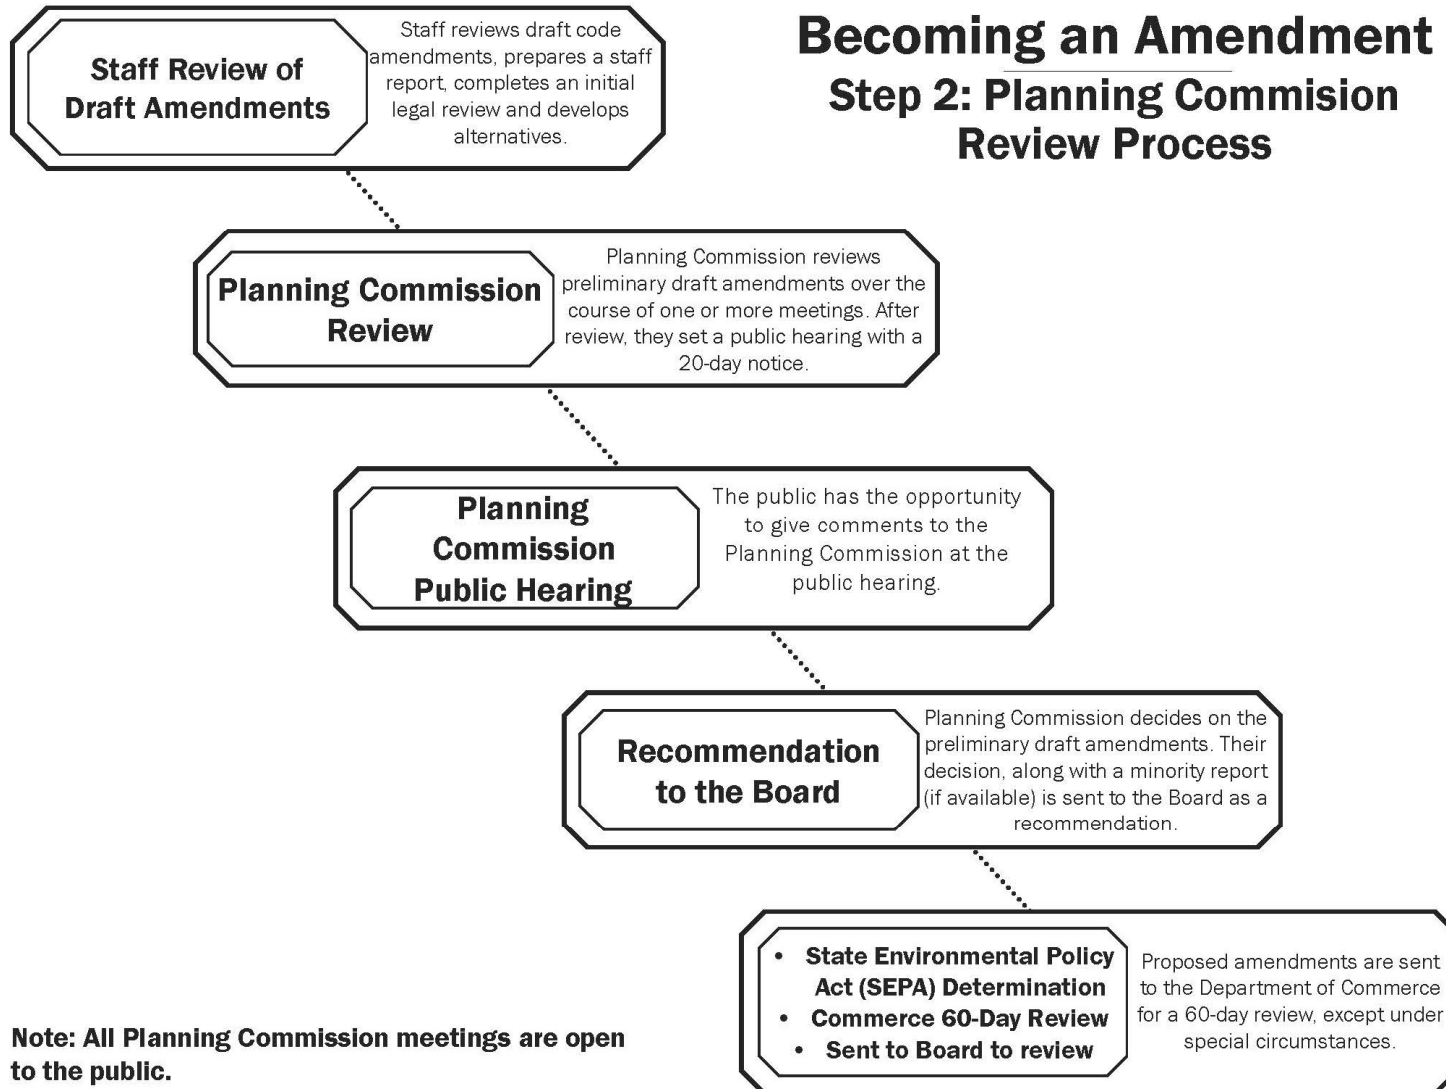 Becoming an Amendment
Step 2: Planning Commision
Review Process
Staff Review of
Draft Amendments
Staff reviews draft code
amendments, prepares a staff
report, completes an initial
legal review and develops
alternatives.
Planning Commission
Review
Planning Commission reviews
preliminary draft amendments over the
course of one or more meetings. After
review, they set a public hearing with a
20-day notice.
Planning
Commission
Public Hearing
The public has the opportunity
to give comments to the
Planning Commission at the
public hearing.
Recommendation
to the Board
Planning Commission decides on the
preliminary draft amendments. Their
decision, along with a minority report
(if available) is sent to the Board as a
recommendation.
• State Environmental Policy
Act (SEPA) Determination
• Commerce 60-Day Review
• Sent to Board to review
Proposed amendments are sent
to the Department of Commerce
for a 60-day review, except under
special circumstances.
Note: All Planning Commission meetings are open
to the public.